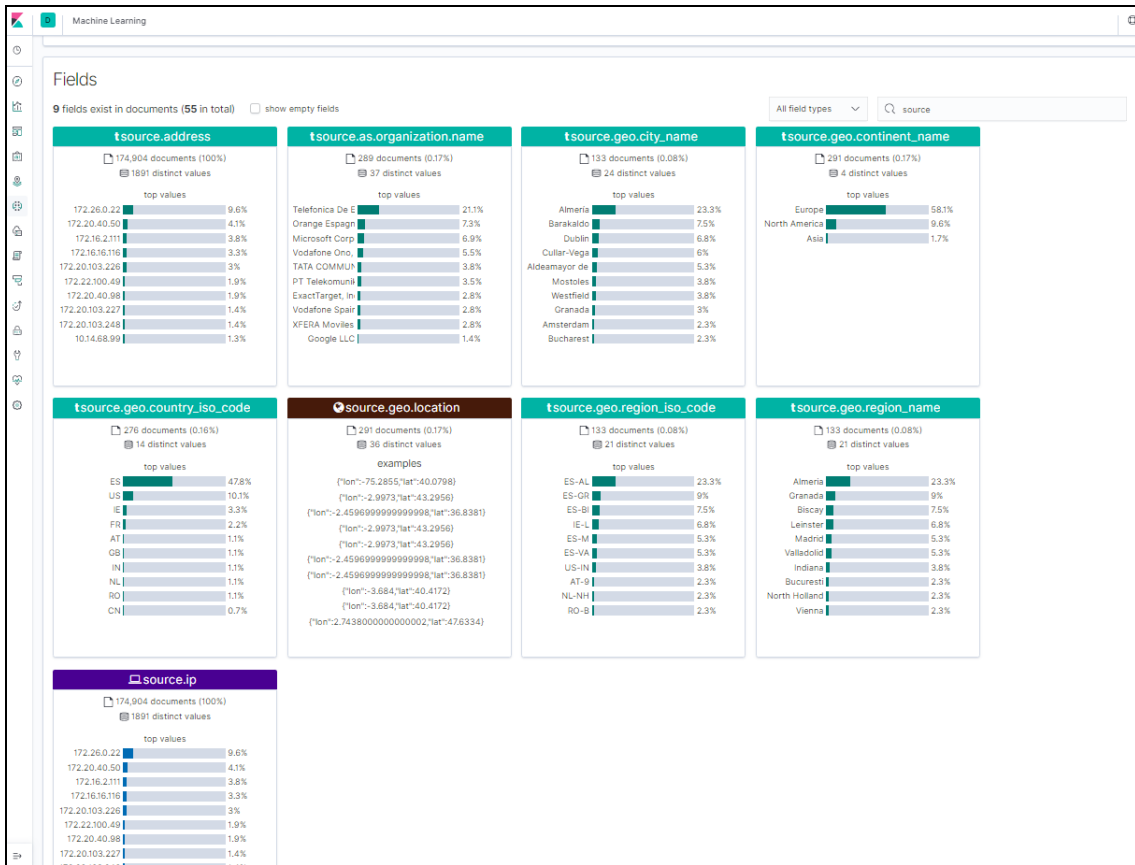 D Machine Learning
Fields
9 fields exist in documents (55 in total) show empty fields All field types source
t source.address
174,904 documents (100%)
1891 distinct values
top values
172.26.0.22 9.6%
172.20.40.50 4.1%
172.16.2.111 3.8%
172.16.16.116 3.3%
172.20.103.226 3%
172.22.100.49 1.9%
172.20.40.98 1.9%
172.20.103.227 1.4%
172.20.103.248 1.4%
10.14.68.99 1.3%
t source.as.organization.name
289 documents (0.17%)
37 distinct values
top values
Telefonica De E 21.1%
Orange Espagn 7.3%
Microsoft Corp 6.9%
Vodafone Ono, 5.5%
TATA COMMUN 3.8%
PT Telekomunik 3.5%
ExactTarget, In 2.8%
Vodafone Spain 2.8%
XFERA Moviles 2.8%
Google LLC 1.4%
t source.geo.city_name
133 documents (0.08%)
24 distinct values
top values
Almería 23.3%
Barakaldo 7.5%
Dublin 6.8%
Cullar-Vega 6%
Aldeamayor de 5.3%
Mostoles 3.8%
Westfield 3.8%
Granada 3%
Amsterdam 2.3%
Bucharest 2.3%
t source.geo.continent_name
291 documents (0.17%)
4 distinct values
top values
Europe 58.1%
North America 9.6%
Asia 1.7%
t source.geo.country_iso_code
276 documents (0.16%)
14 distinct values
top values
ES 47.8%
US 10.1%
IE 3.3%
FR 2.2%
AT 1.1%
GB 1.1%
IN 1.1%
NL 1.1%
RO 1.1%
CN 0.7%
source.geo.location
291 documents (0.17%)
36 distinct values
examples
{"lon":-75.2855,"lat":40.0798}
{"lon":-2.9973,"lat":43.2956}
{"lon":-2.4596999999999998,"lat":36.8381}
{"lon":-2.9973,"lat":43.2956}
{"lon":-2.9973,"lat":43.2956}
{"lon":-2.4596999999999998,"lat":36.8381}
{"lon":-2.4596999999999998,"lat":36.8381}
{"lon":-3.684,"lat":40.4172}
{"lon":-3.684,"lat":40.4172}
{"lon":2.7438000000000002,"lat":47.6334}
t source.geo.region_iso_code
133 documents (0.08%)
21 distinct values
top values
ES-AL 23.3%
ES-GR 9%
ES-BI 7.5%
IE-L 6.8%
ES-M 5.3%
ES-VA 5.3%
US-IN 3.8%
AT-9 2.3%
NL-NH 2.3%
RO-B 2.3%
t source.geo.region_name
133 documents (0.08%)
21 distinct values
top values
Almeria 23.3%
Granada 9%
Biscay 7.5%
Leinster 6.8%
Madrid 5.3%
Valladolid 5.3%
Indiana 3.8%
Bucuresti 2.3%
North Holland 2.3%
Vienna 2.3%
source.ip
174,904 documents (100%)
1891 distinct values
top values
172.26.0.22 9.6%
172.20.40.50 4.1%
172.16.2.111 3.8%
172.16.16.116 3.3%
172.20.103.226 3%
172.22.100.49 1.9%
172.20.40.98 1.9%
172.20.103.227 1.4%